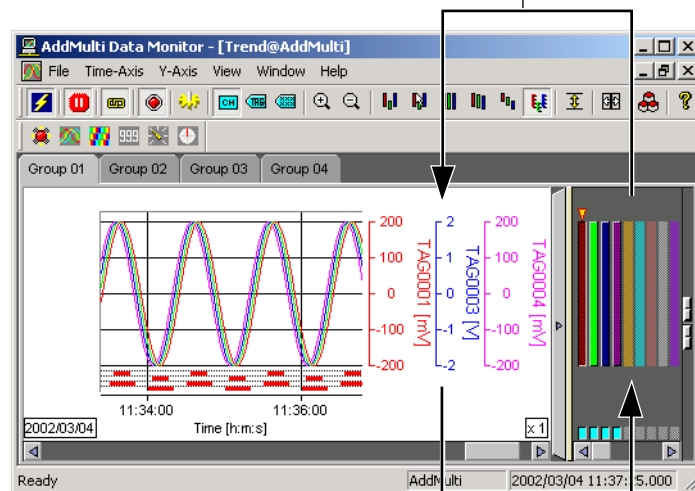 AddMulti Data Monitor - [Trend@AddMulti]
File Time-Axis Y-Axis View Window Help
CH TAG
999
Group 01 Group 02 Group 03 Group 04
200 2 200
100 1 100
0 0 0
-100 -1 -100
-200 -2 -200
TAG0001 [mV]
TAG0003 [V]
TAG0004 [mV]
11:34:00 11:36:00
2002/03/04 Time [h:m:s] x 1
Ready AddMulti 2002/03/04 11:37:25.000